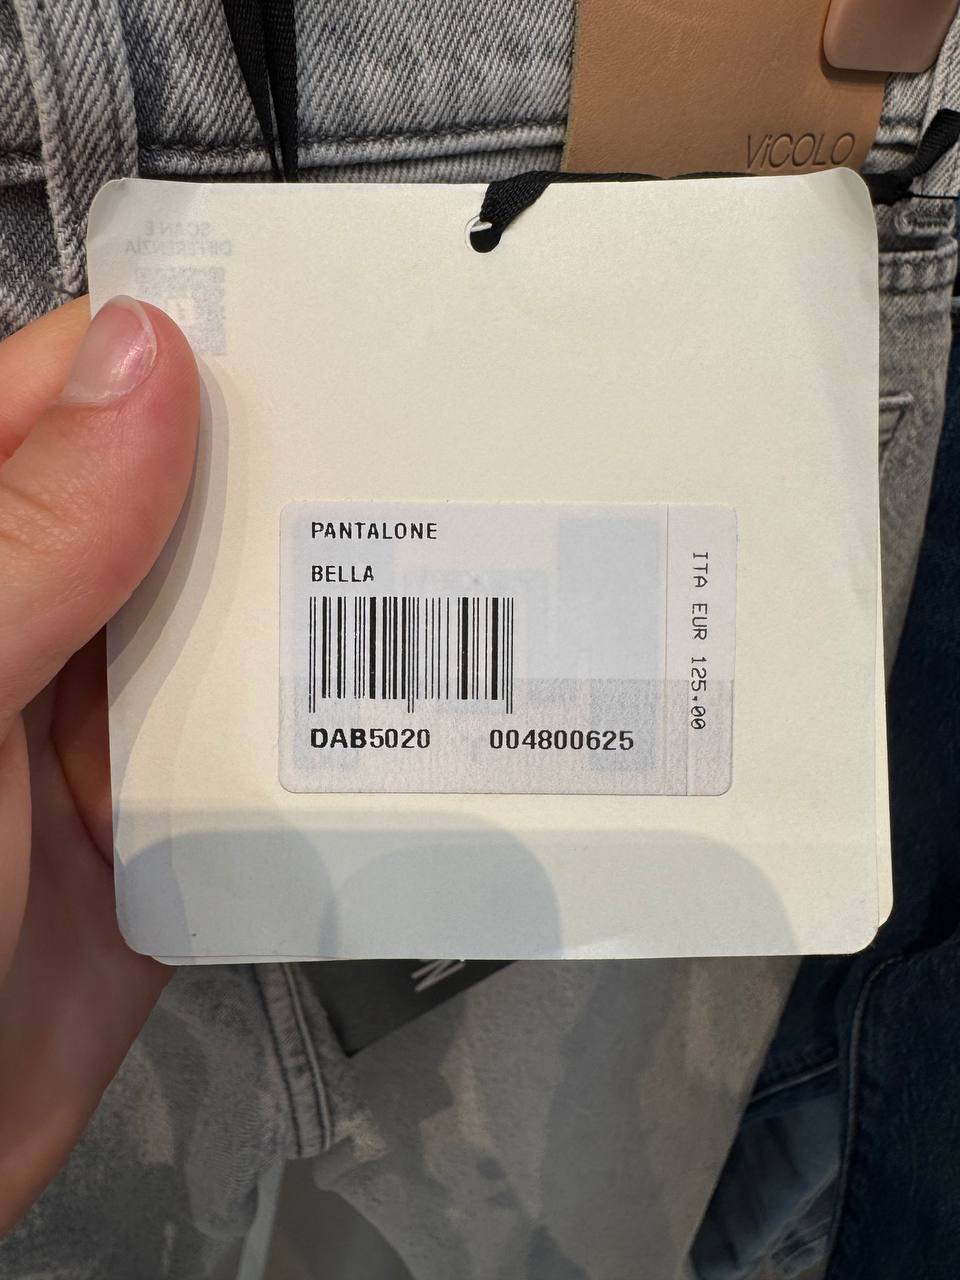 ViCOLO
SCAN E
DIFFERENZIA
PANTALONE
BELLA
DAB5020 004800625
ITA EUR 125,00
N